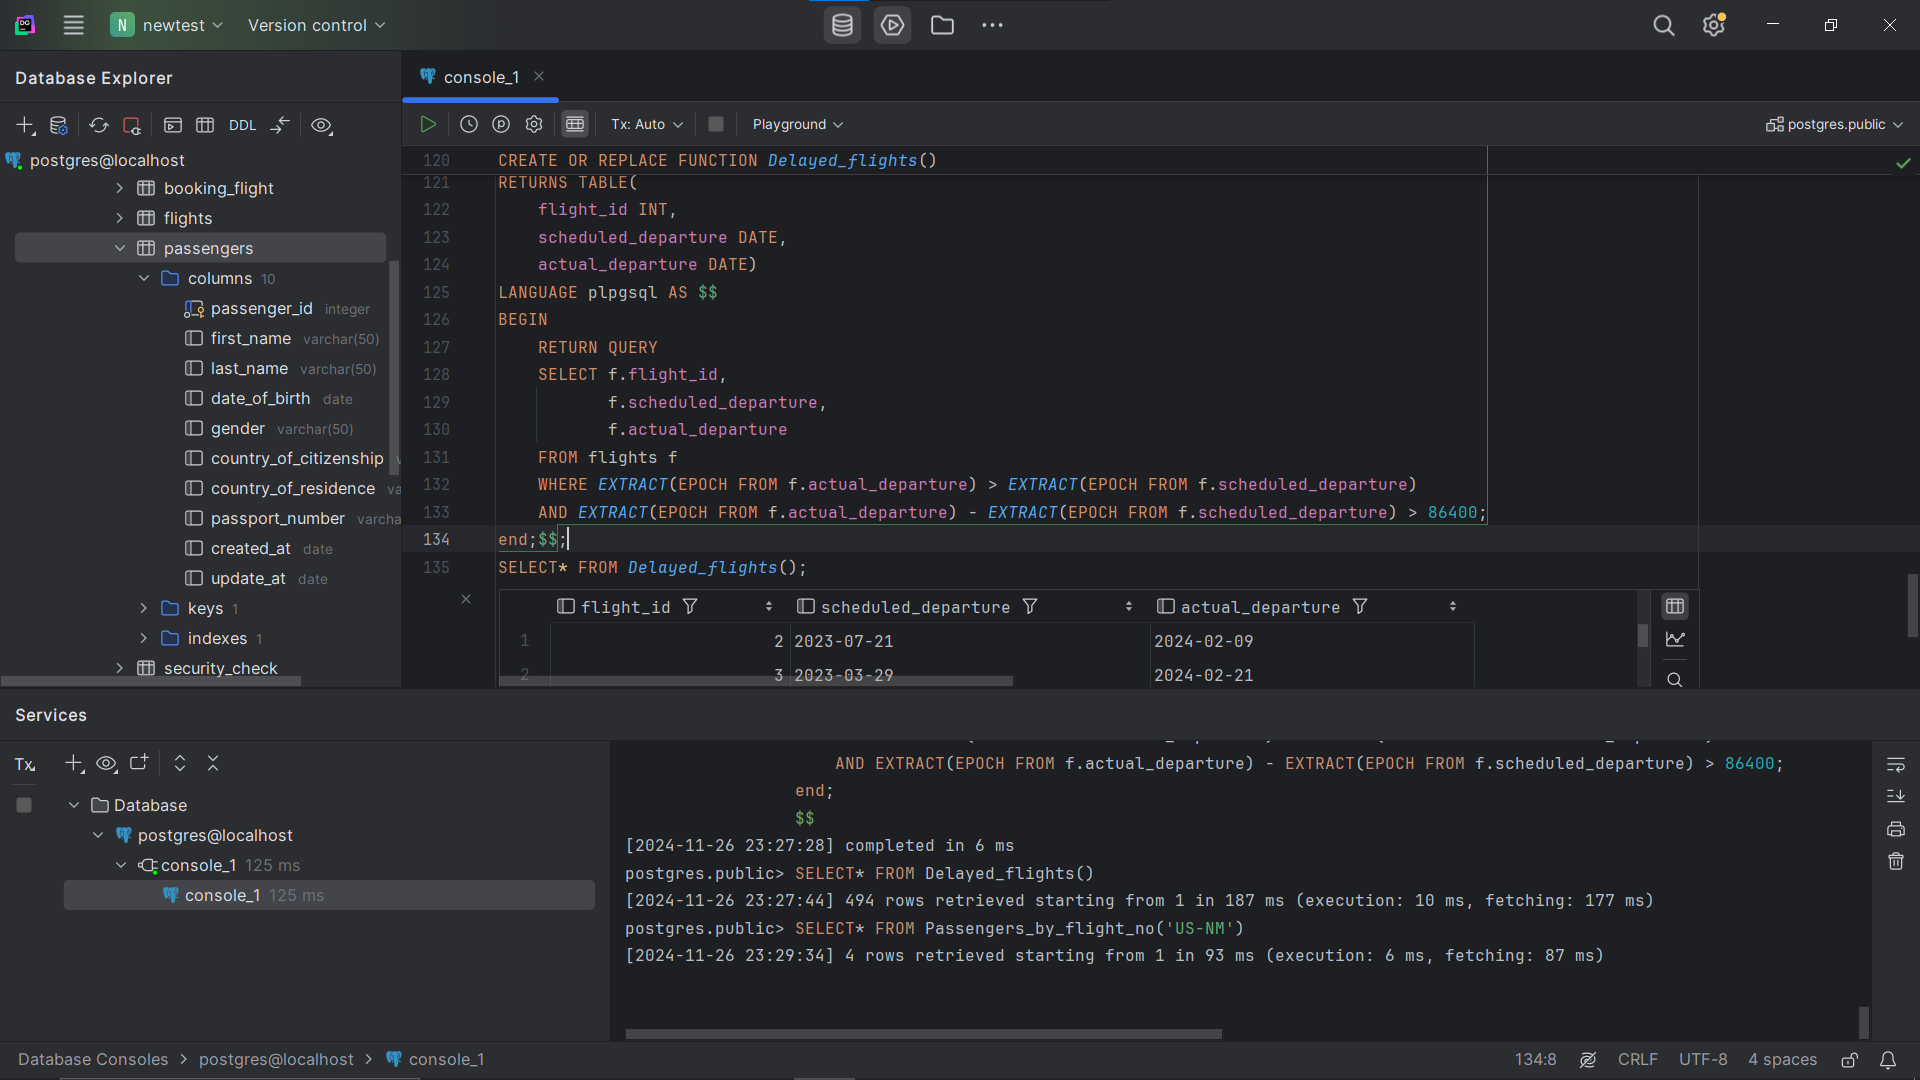 N newtest
Version control
Database Explorer
console_1
DDL
Tx: Auto
Playground
postgres.public
postgres@localhost
booking_flight
flights
passengers
columns 10
passenger_id integer
first_name varchar(50)
last_name varchar(50)
date_of_birth date
gender varchar(50)
country_of_citizenship
country_of_residence va
passport_number varcha
created_at date
update_at date
keys 1
indexes 1
security_check
120 CREATE OR REPLACE FUNCTION Delayed_flights()
121 RETURNS TABLE(
122 flight_id INT,
123 scheduled_departure DATE,
124 actual_departure DATE)
125 LANGUAGE plpgsql AS $$
126 BEGIN
127 RETURN QUERY
128 SELECT f.flight_id,
129 f.scheduled_departure,
130 f.actual_departure
131 FROM flights f
132 WHERE EXTRACT(EPOCH FROM f.actual_departure) > EXTRACT(EPOCH FROM f.scheduled_departure)
133 AND EXTRACT(EPOCH FROM f.actual_departure) - EXTRACT(EPOCH FROM f.scheduled_departure) > 86400;
134 end;$$;
135 SELECT* FROM Delayed_flights();
flight_id scheduled_departure actual_departure
1 2 2023-07-21 2024-02-09
2 3 2023-03-29 2024-02-21
Services
Tx
Database
postgres@localhost
console_1 125 ms
console_1 125 ms
AND EXTRACT(EPOCH FROM f.actual_departure) - EXTRACT(EPOCH FROM f.scheduled_departure) > 86400;
end;
$$
[2024-11-26 23:27:28] completed in 6 ms
postgres.public> SELECT* FROM Delayed_flights()
[2024-11-26 23:27:44] 494 rows retrieved starting from 1 in 187 ms (execution: 10 ms, fetching: 177 ms)
postgres.public> SELECT* FROM Passengers_by_flight_no('US-NM')
[2024-11-26 23:29:34] 4 rows retrieved starting from 1 in 93 ms (execution: 6 ms, fetching: 87 ms)
Database Consoles > postgres@localhost > console_1
134:8 CRLF UTF-8 4 spaces